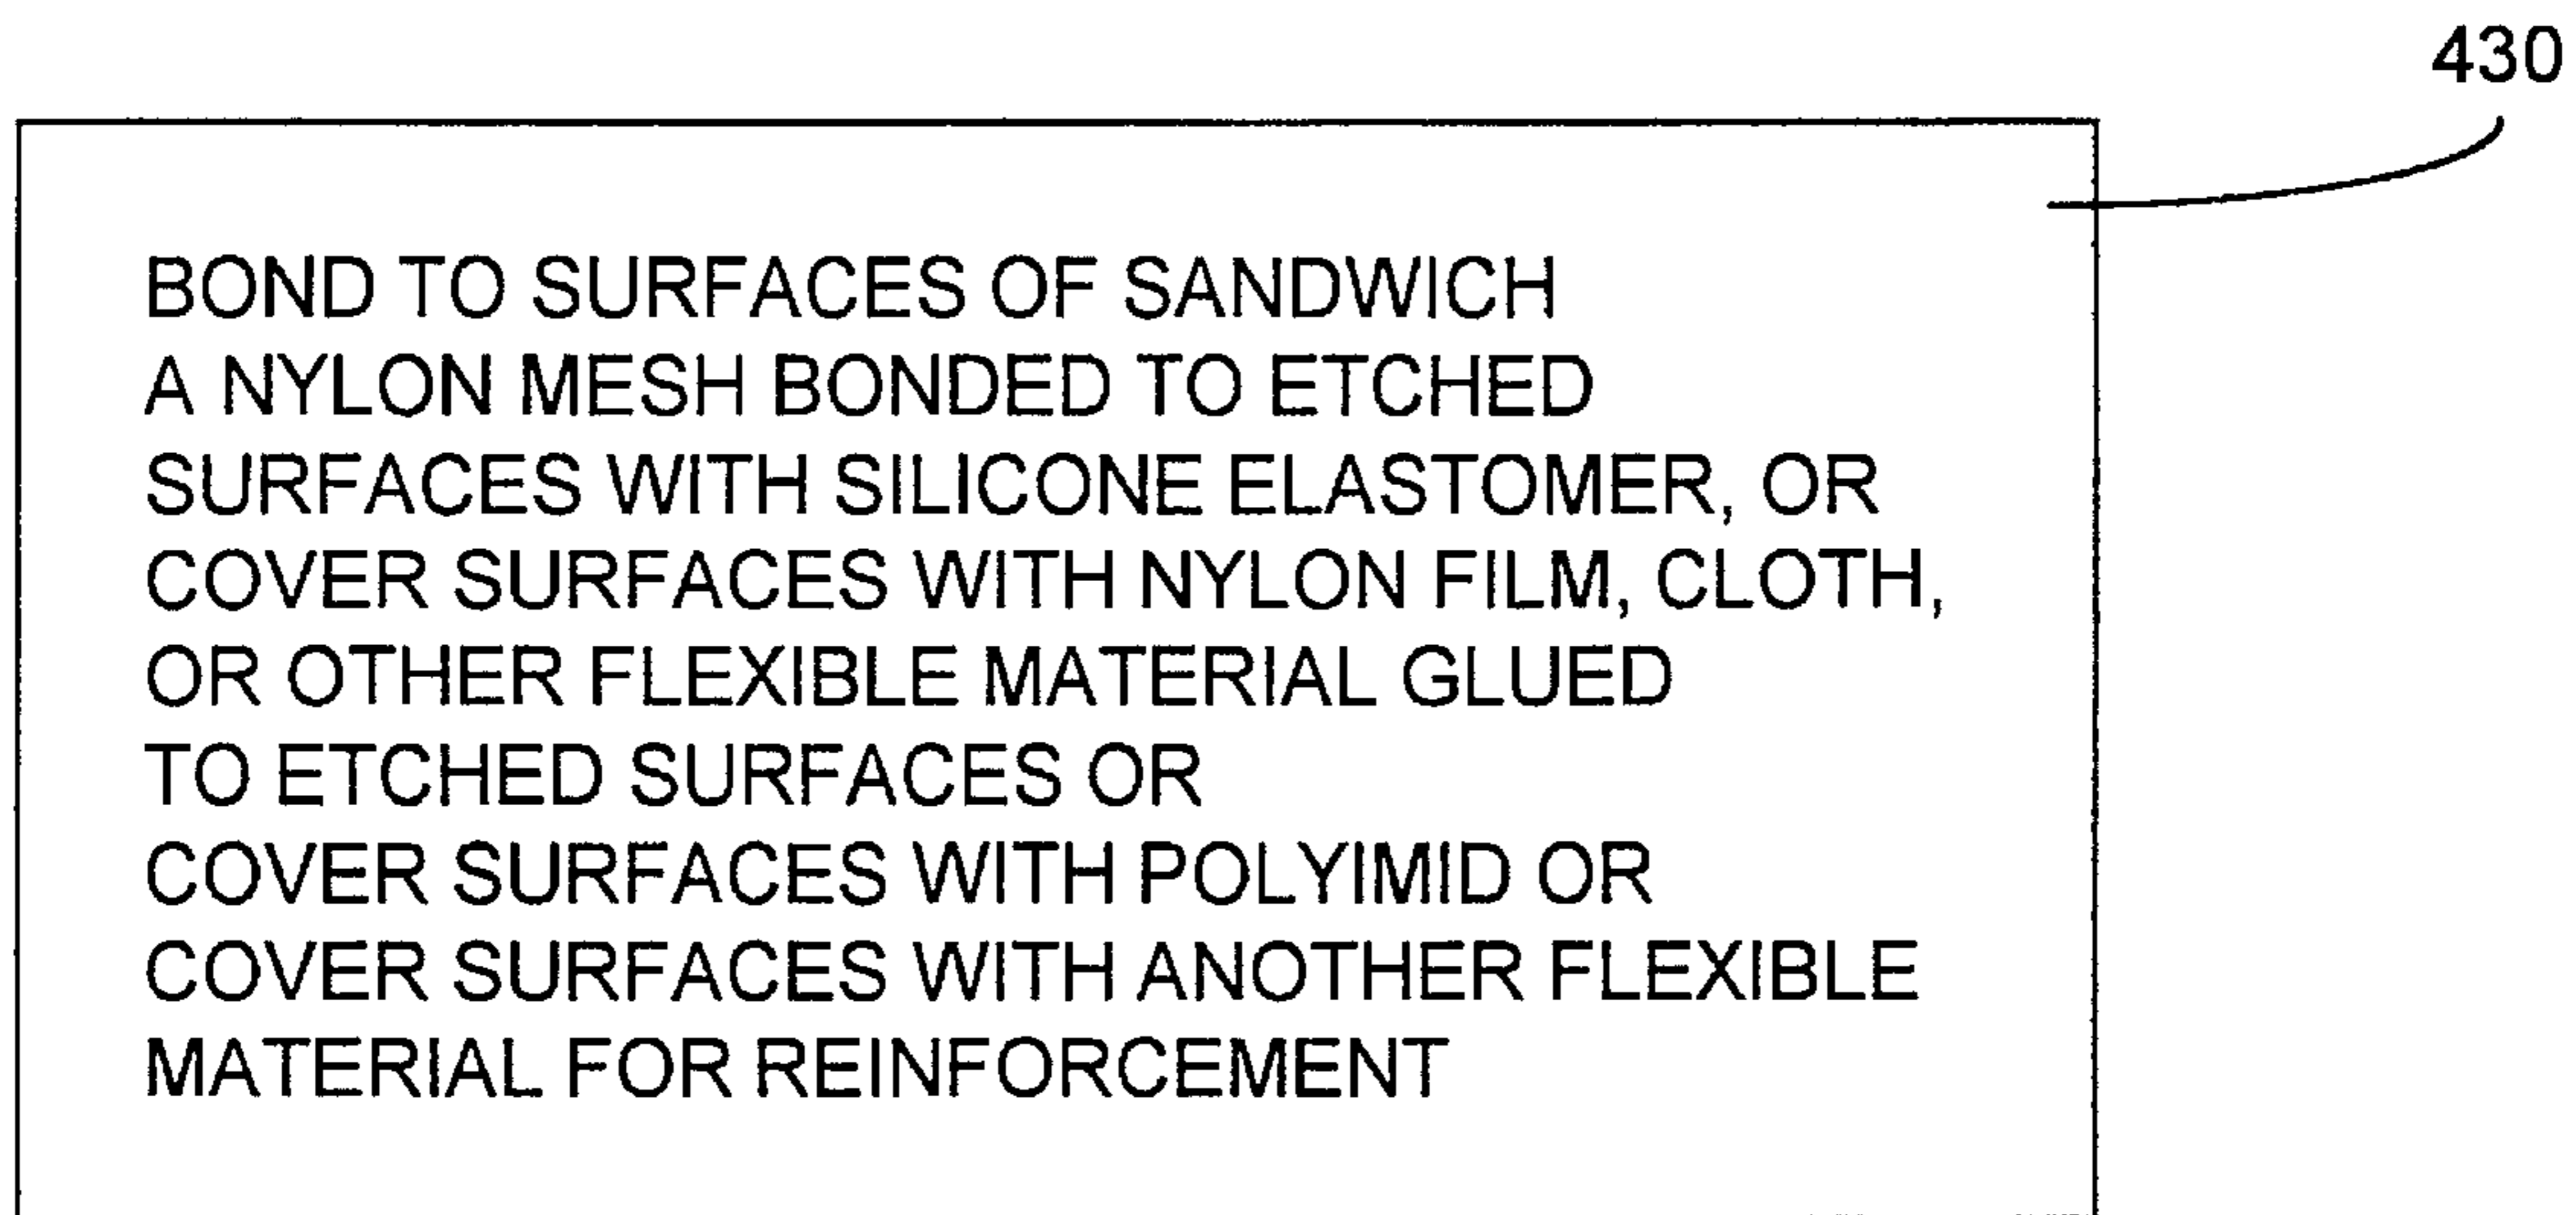 430
BOND TO SURFACES OF SANDWICH
A NYLON MESH BONDED TO ETCHED
SURFACES WITH SILICONE ELASTOMER, OR
COVER SURFACES WITH NYLON FILM, CLOTH,
OR OTHER FLEXIBLE MATERIAL GLUED
TO ETCHED SURFACES OR
COVER SURFACES WITH POLYIMID OR
COVER SURFACES WITH ANOTHER FLEXIBLE
MATERIAL FOR REINFORCEMENT